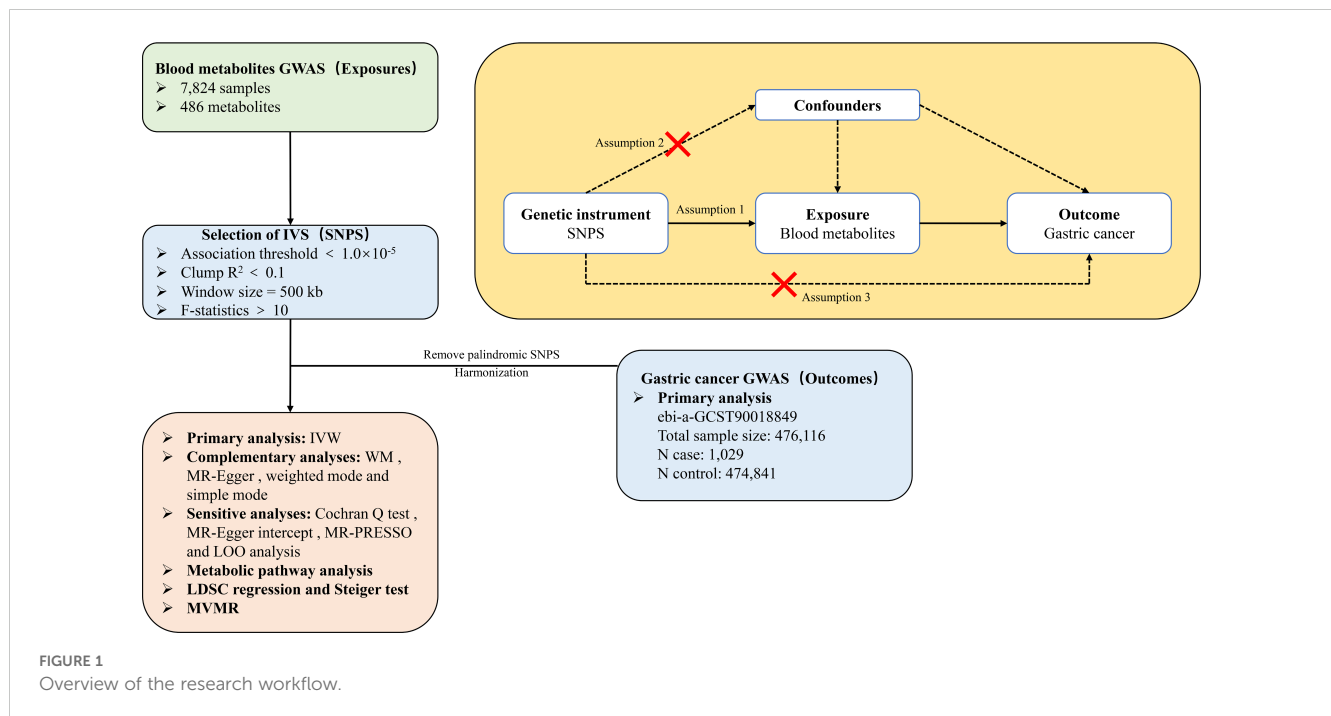 Blood metabolites GWAS（Exposures）
➢ 7,824 samples
➢ 486 metabolites
Selection of IVS（SNPS）
➢ Association threshold < 1.0×10⁻⁵
➢ Clump R² < 0.1
➢ Window size = 500 kb
➢ F-statistics > 10
Confounders
Assumption 2
Genetic instrument
SNPS
Assumption 1
Exposure
Blood metabolites
Outcome
Gastric cancer
Assumption 3
Remove palindromic SNPS
Harmonization
Gastric cancer GWAS（Outcomes）
➢ Primary analysis
ebi-a-GCST90018849
Total sample size: 476,116
N case: 1,029
N control: 474,841
➢ Primary analysis: IVW
➢ Complementary analyses: WM ,
MR-Egger , weighted mode and
simple mode
➢ Sensitive analyses: Cochran Q test ,
MR-Egger intercept , MR-PRESSO
and LOO analysis
➢ Metabolic pathway analysis
➢ LDSC regression and Steiger test
➢ MVMR
FIGURE 1
Overview of the research workflow.